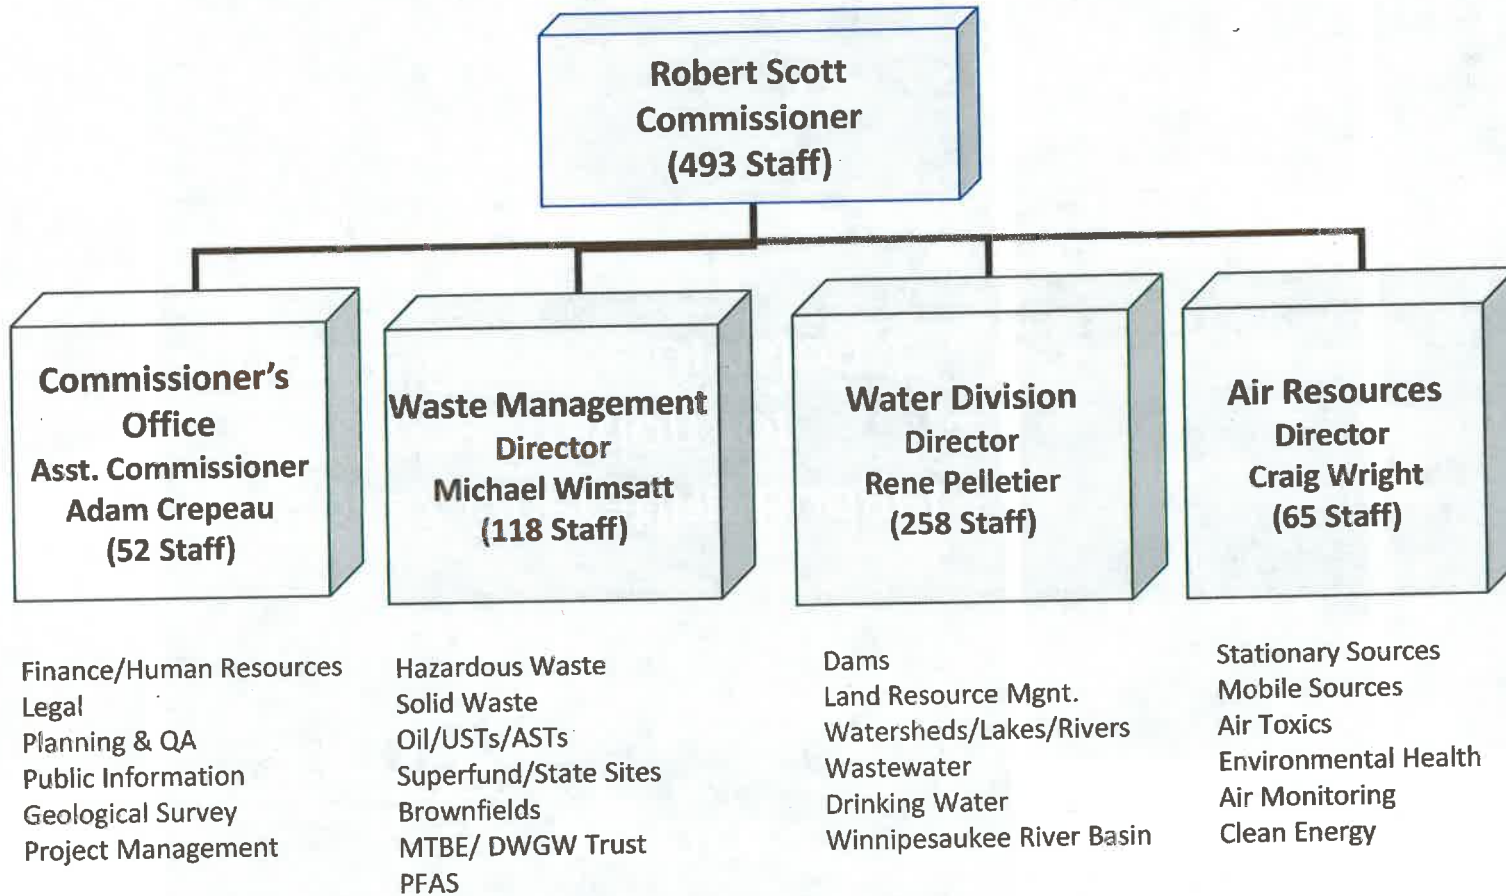 Robert Scott
Commissioner
(493 Staff)
Commissioner's
Office
Asst. Commissioner
Adam Crepeau
(52 Staff)
Waste Management
Director
Michael Wimsatt
(118 Staff)
Water Division
Director
Rene Pelletier
(258 Staff)
Air Resources
Director
Craig Wright
(65 Staff)
Finance/Human Resources
Legal
Planning & QA
Public Information
Geological Survey
Project Management
Hazardous Waste
Solid Waste
Oil/USTs/ASTs
Superfund/State Sites
Brownfields
MTBE/ DWGW Trust
PFAS
Dams
Land Resource Mgnt.
Watersheds/Lakes/Rivers
Wastewater
Drinking Water
Winnipesaukee River Basin
Stationary Sources
Mobile Sources
Air Toxics
Environmental Health
Air Monitoring
Clean Energy